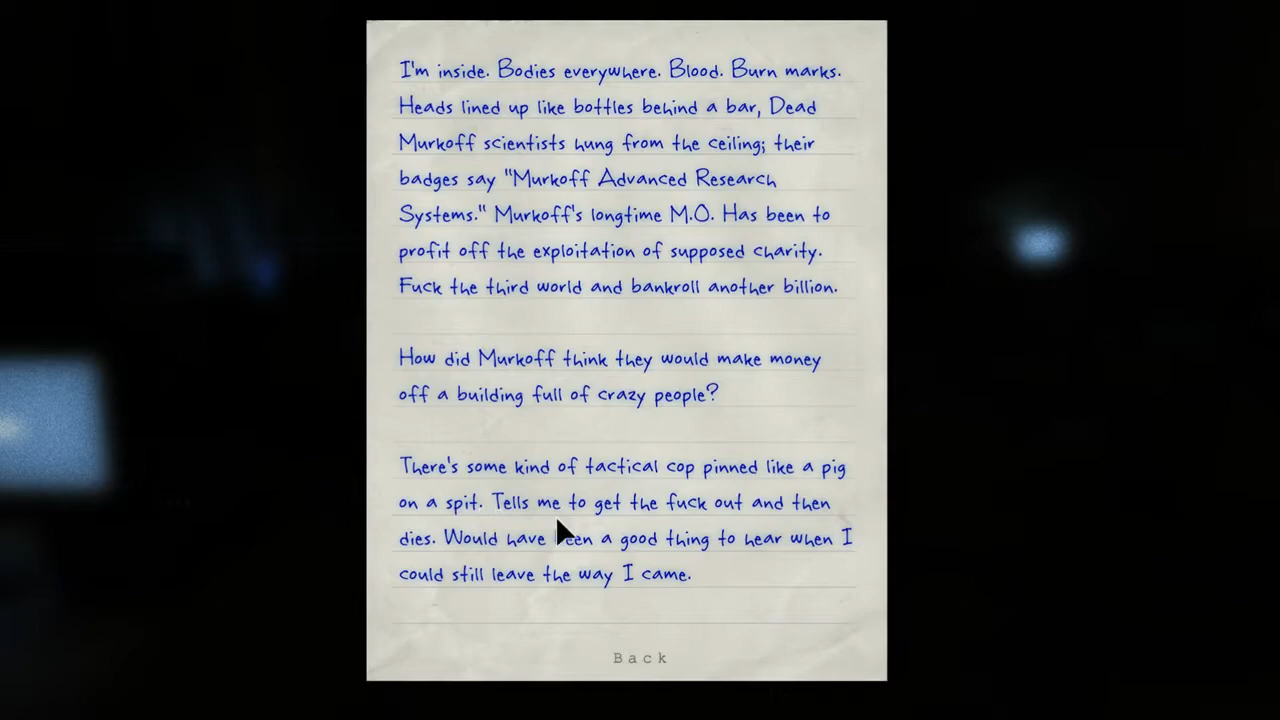 I'm inside. Bodies everywhere. Blood. Burn marks.
Heads lined up like bottles behind a bar, Dead
Murkoff scientists hung from the ceiling; their
badges say "Murkoff Advanced Research
Systems." Murkoff's longtime M.O. Has been to
profit off the exploitation of supposed charity.
Fuck the third world and bankroll another billion.
How did Murkoff think they would make money
off a building full of crazy people?
There's some kind of tactical cop pinned like a pig
on a spit. Tells me to get the fuck out and then
dies. Would have been a good thing to hear when I
could still leave the way I came.
Back